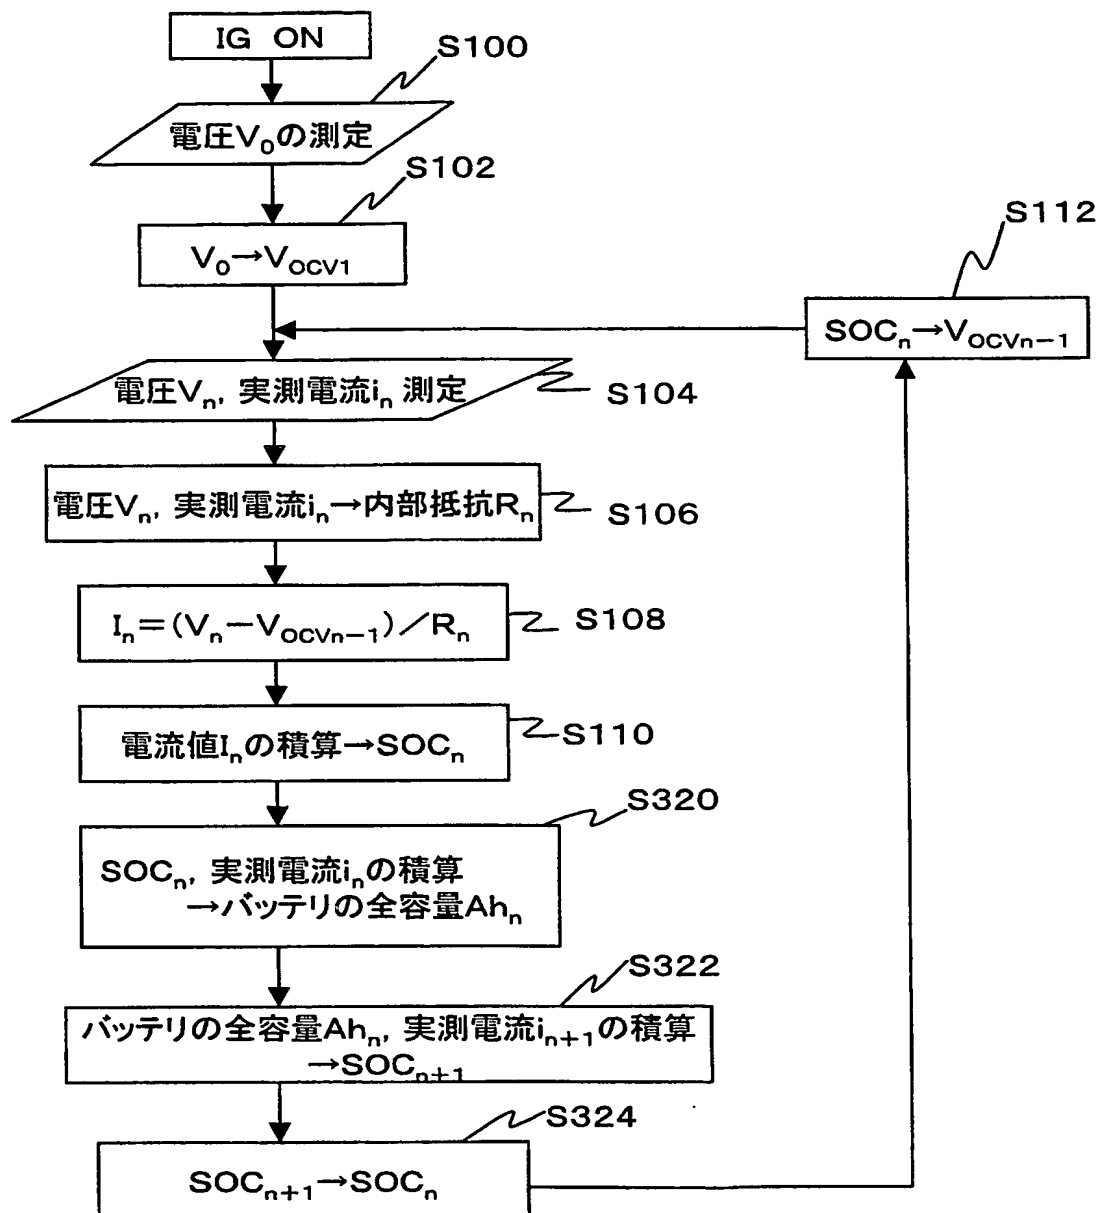 IG ON
S100
電圧V₀の測定
S102
V₀→V_OCV1
S112
SOCₙ→V_OCVn−1
電圧Vₙ, 実測電流iₙ 測定
S104
電圧Vₙ, 実測電流iₙ→内部抵抗Rₙ
S106
Iₙ=(Vₙ−V_OCVn−1)/Rₙ
S108
電流値Iₙの積算→SOCₙ
S110
S320
SOCₙ, 実測電流iₙの積算
→バッテリの全容量Ahₙ
S322
バッテリの全容量Ahₙ, 実測電流iₙ₊₁の積算
→SOCₙ₊₁
S324
SOCₙ₊₁→SOCₙ